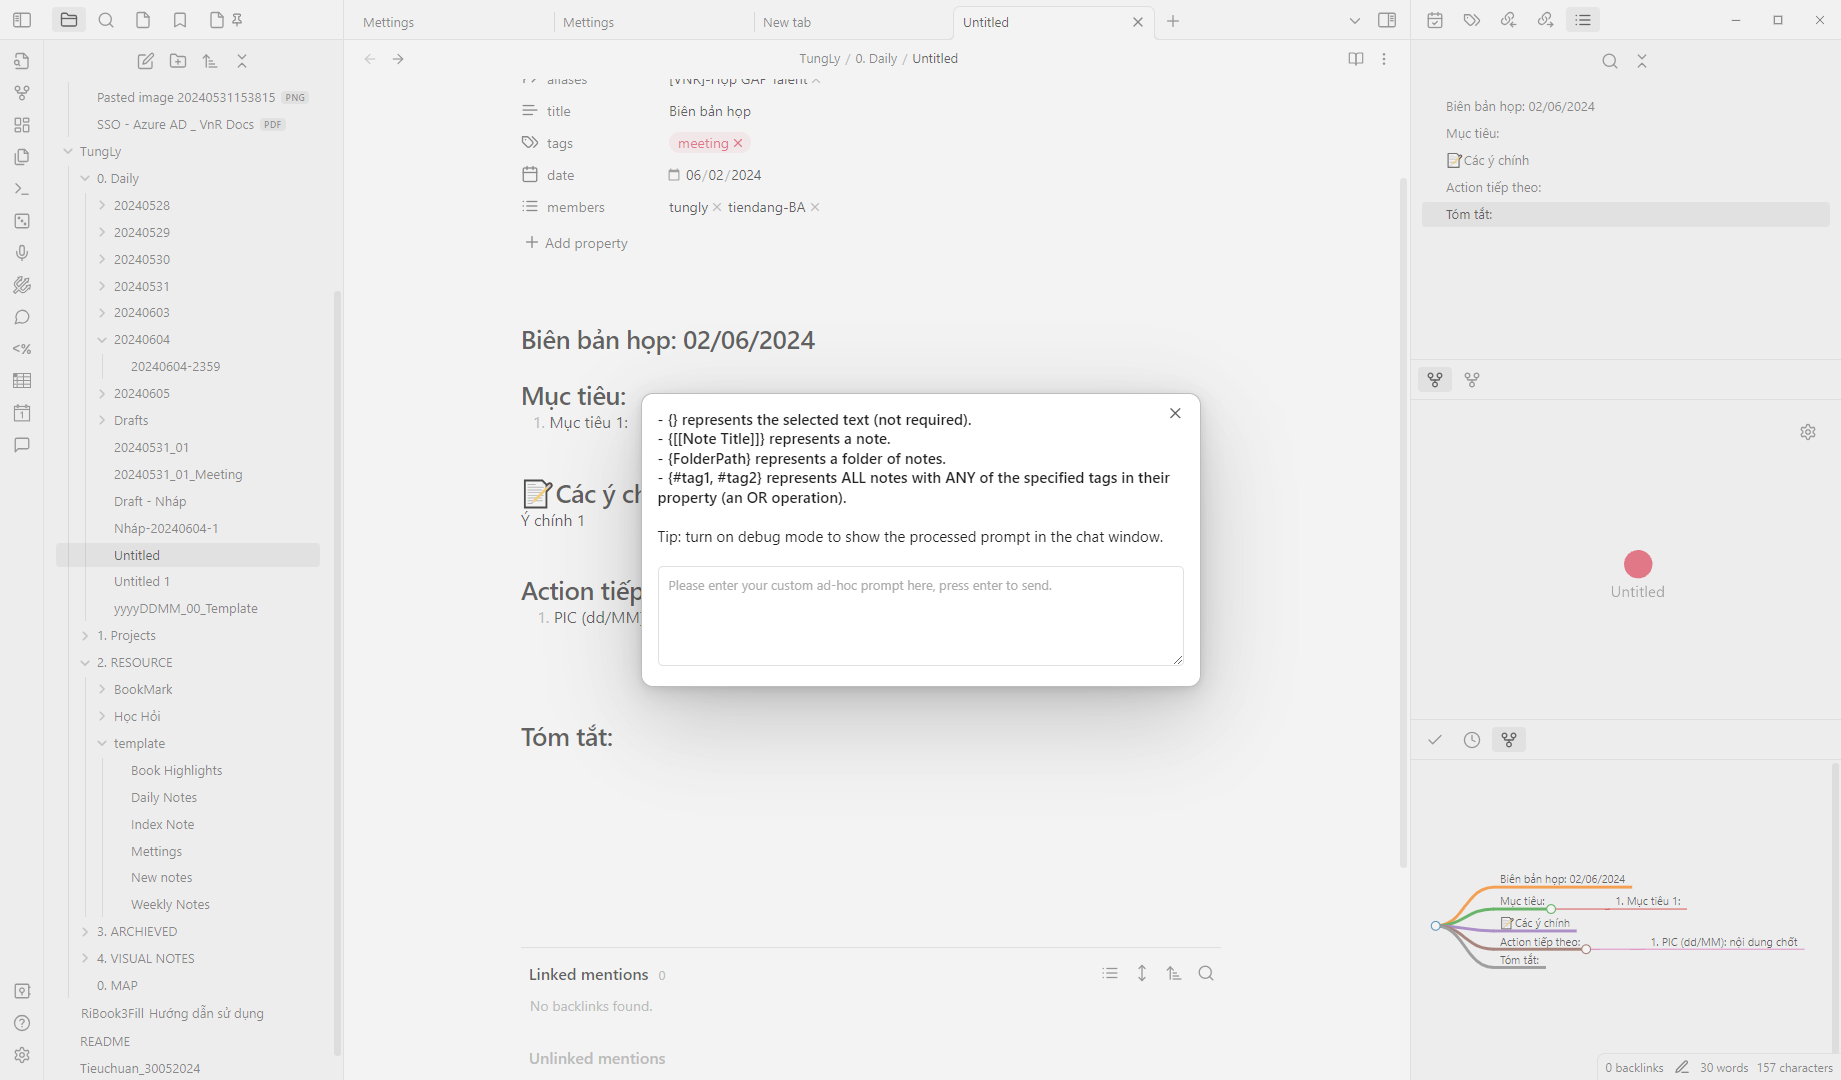 Mettings
Mettings
New tab
Untitled
TungLy / 0. Daily / Untitled
Pasted image 20240531153815 PNG
SSO - Azure AD _ VnR Docs PDF
TungLy
0. Daily
20240528
20240529
20240530
20240531
20240603
20240604
20240604-2359
20240605
Drafts
20240531_01
20240531_01_Meeting
Draft - Nháp
Nháp-20240604-1
Untitled
Untitled 1
yyyyDDMM_00_Template
1. Projects
2. RESOURCE
BookMark
Học Hỏi
template
Book Highlights
Daily Notes
Index Note
Mettings
New notes
Weekly Notes
3. ARCHIEVED
4. VISUAL NOTES
0. MAP
RiBook3Fill Hướng dẫn sử dụng
README
Tieuchuan_30052024
aliases [VNR]-Họp GAP Talent
title Biên bản họp
tags meeting
date 06/02/2024
members tungly tiendang-BA
Add property
Biên bản họp: 02/06/2024
Mục tiêu:
1. Mục tiêu 1:
📝Các ý ch
Ý chính 1
Action tiếp
1. PIC (dd/MM)
Tóm tắt:
- {} represents the selected text (not required).
- {[[Note Title]]} represents a note.
- {FolderPath} represents a folder of notes.
- {#tag1, #tag2} represents ALL notes with ANY of the specified tags in their
property (an OR operation).
Tip: turn on debug mode to show the processed prompt in the chat window.
Please enter your custom ad-hoc prompt here, press enter to send.
Linked mentions 0
No backlinks found.
Unlinked mentions
Biên bản họp: 02/06/2024
Mục tiêu:
📝Các ý chính
Action tiếp theo:
Tóm tắt:
Untitled
Biên bản họp: 02/06/2024
Mục tiêu: 1. Mục tiêu 1:
📝Các ý chính
Action tiếp theo: 1. PIC (dd/MM): nội dung chốt
Tóm tắt:
0 backlinks 30 words 157 characters